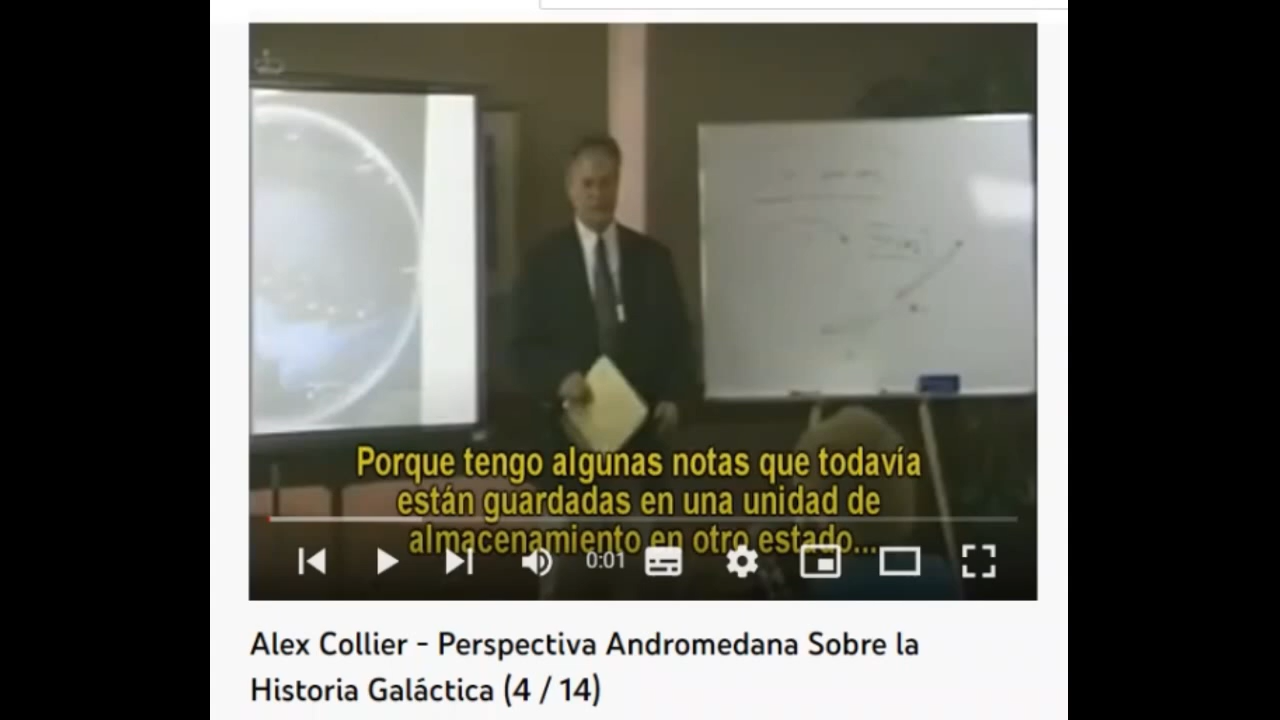 Porque tengo algunas notas que todavía
están guardadas en una unidad de
almacenamiento en otro estado...
0:01
Alex Collier - Perspectiva Andromedana Sobre la
Historia Galáctica (4 / 14)